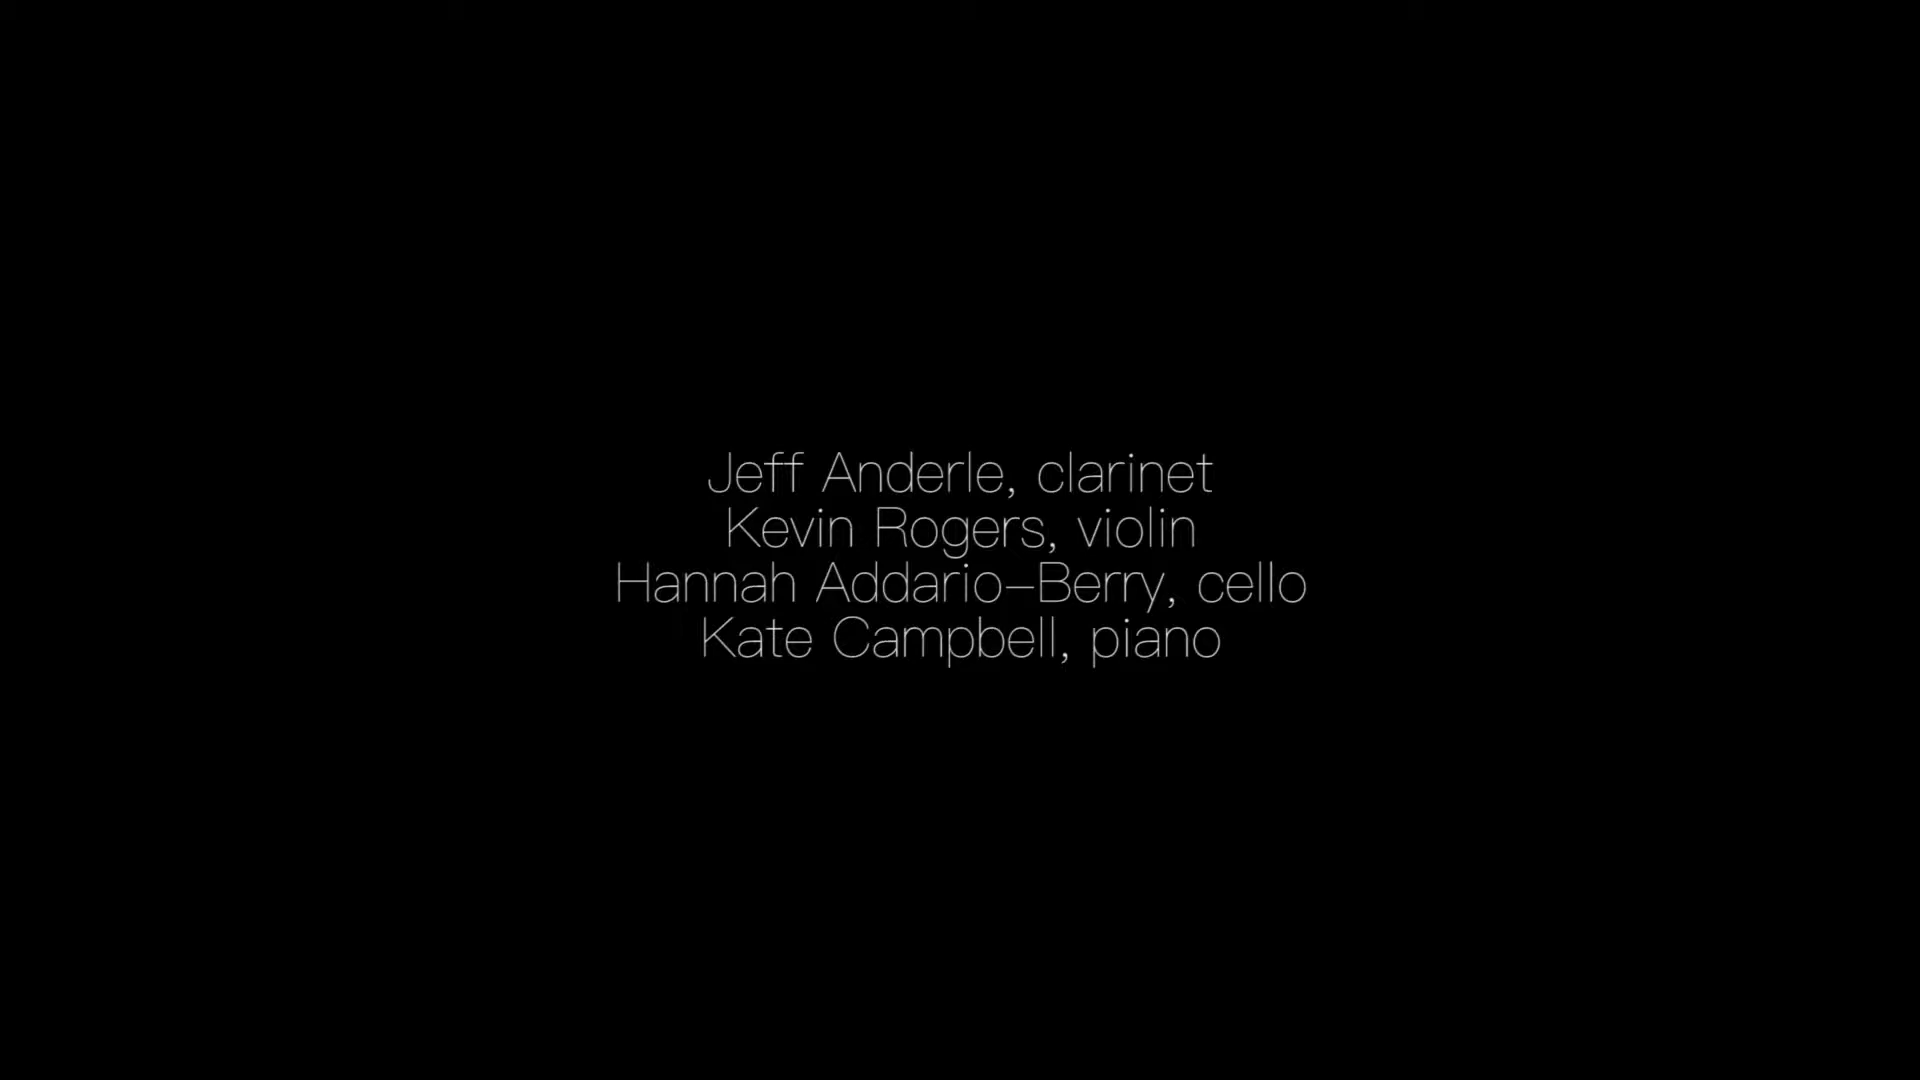 Jeff Anderle, clarinet
Kevin Rogers, violin
Hannah Addario–Berry, cello
Kate Campbell, piano